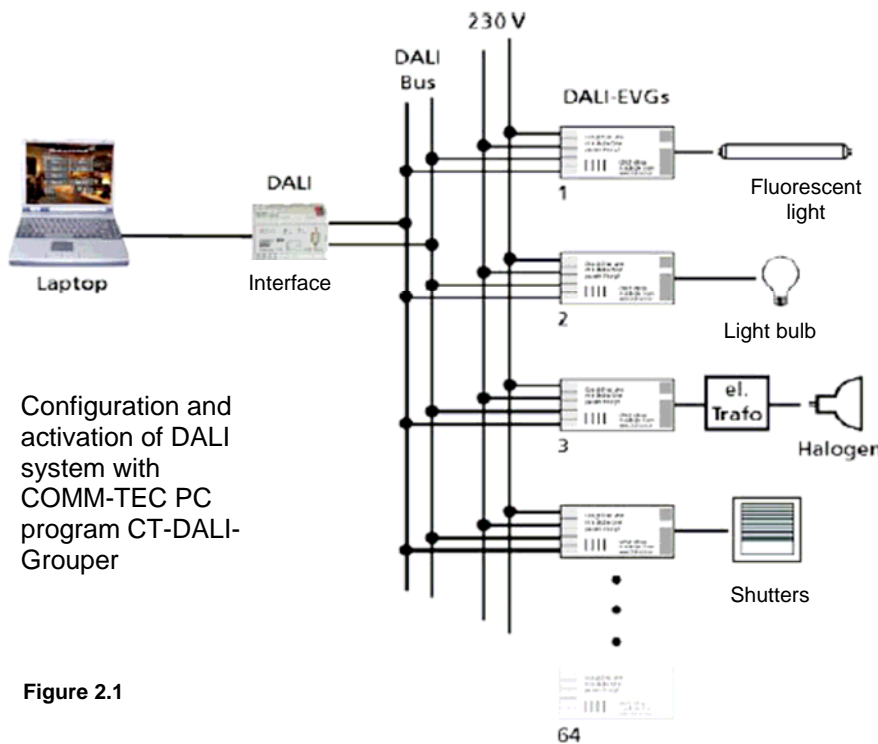 230 V
DALI
Bus
DALI-EVGs
DALI
Interface
Laptop
1
Fluorescent
light
2
Light bulb
3
el.
Trafo
Halogen
Configuration and
activation of DALI
system with
COMM-TEC PC
program CT-DALI-
Grouper
Shutters
64
Figure 2.1